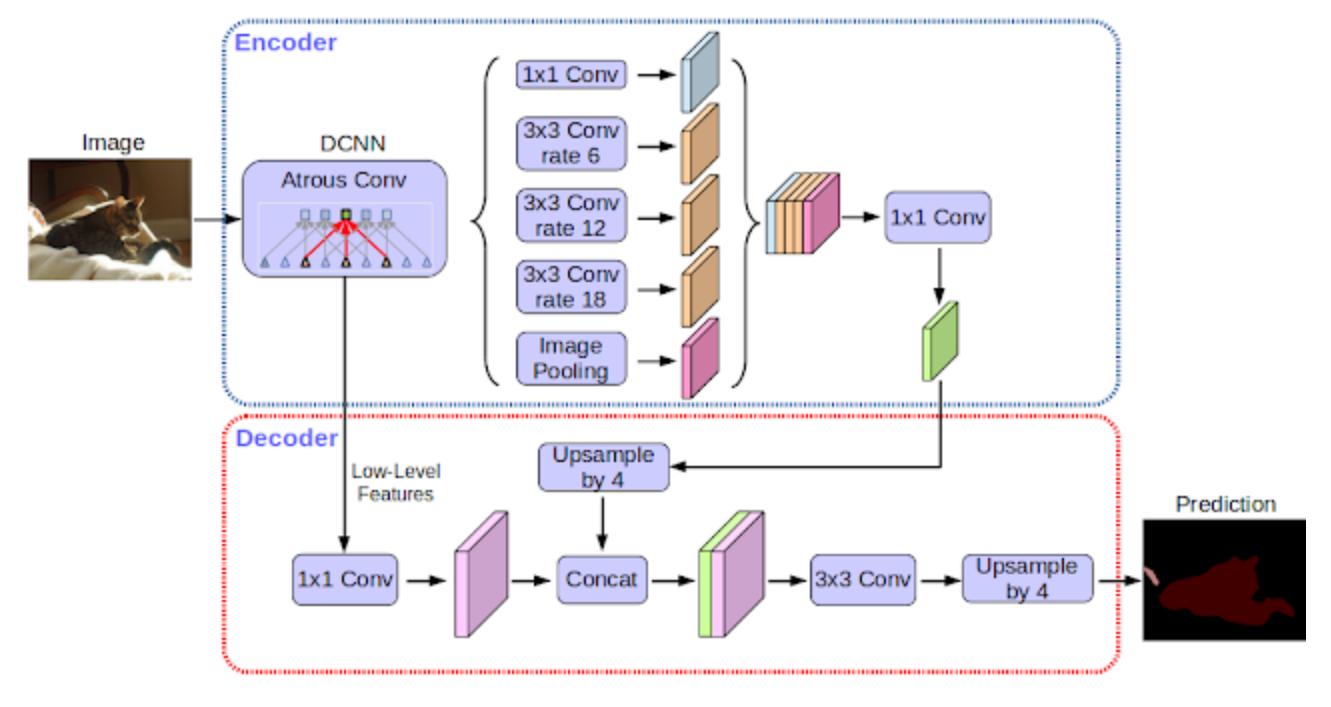 Encoder
Image
DCNN
Atrous Conv
1x1 Conv
3x3 Conv
rate 6
3x3 Conv
rate 12
3x3 Conv
rate 18
Image
Pooling
1x1 Conv
Decoder
Low-Level
Features
Upsample
by 4
1x1 Conv
Concat
3x3 Conv
Upsample
by 4
Prediction